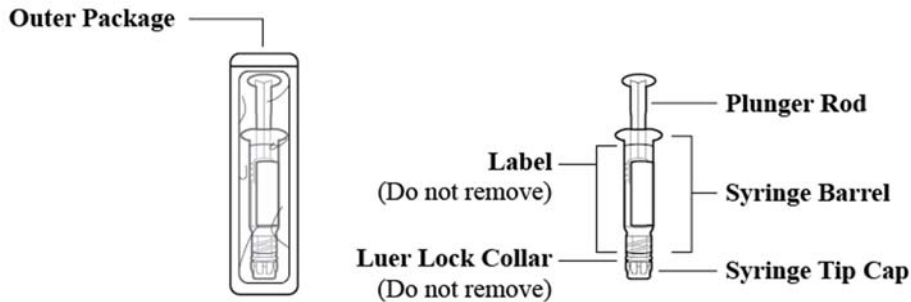 Outer Package
Plunger Rod
Label
(Do not remove)
Syringe Barrel
Luer Lock Collar
(Do not remove)
Syringe Tip Cap